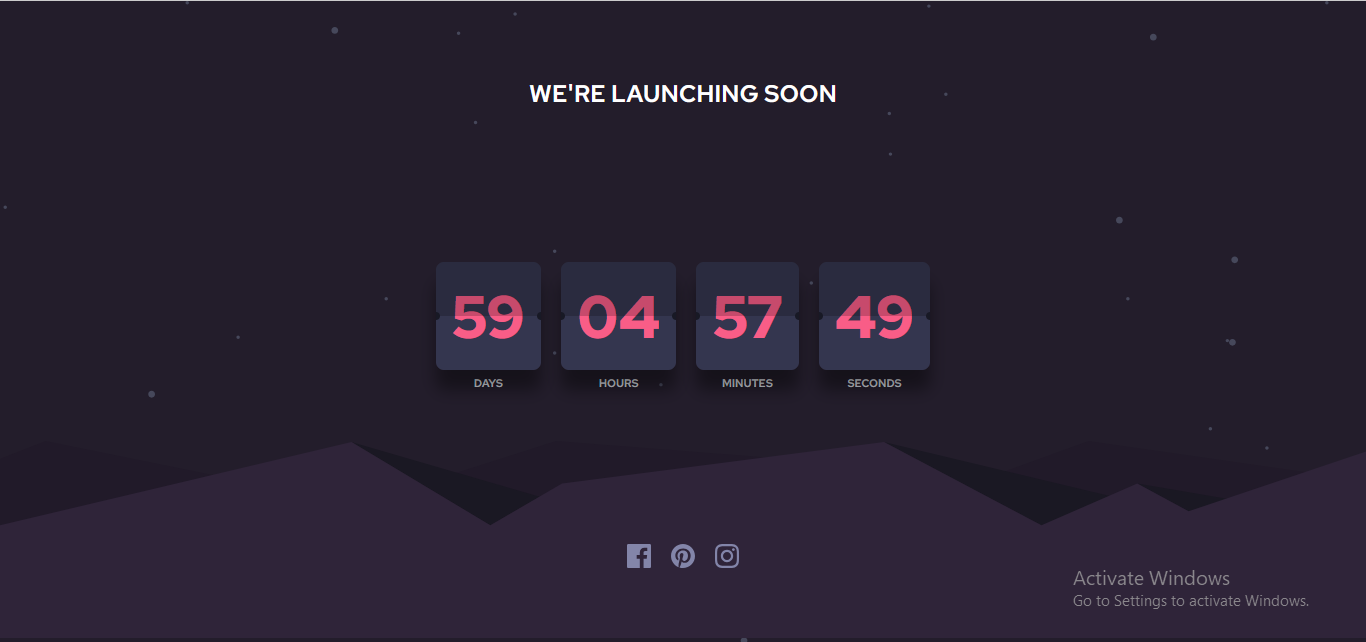 WE'RE LAUNCHING SOON
59 04 57 49
DAYS HOURS MINUTES SECONDS
Activate Windows
Go to Settings to activate Windows.